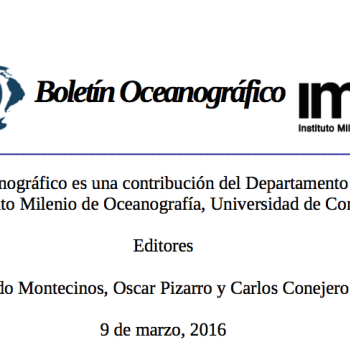 Boletín Oceanográfico
im
Instituto Mil
nográfico es una contribución del Departamento
to Milenio de Oceanografía, Universidad de Con
Editores
do Montecinos, Oscar Pizarro y Carlos Conejero
9 de marzo, 2016